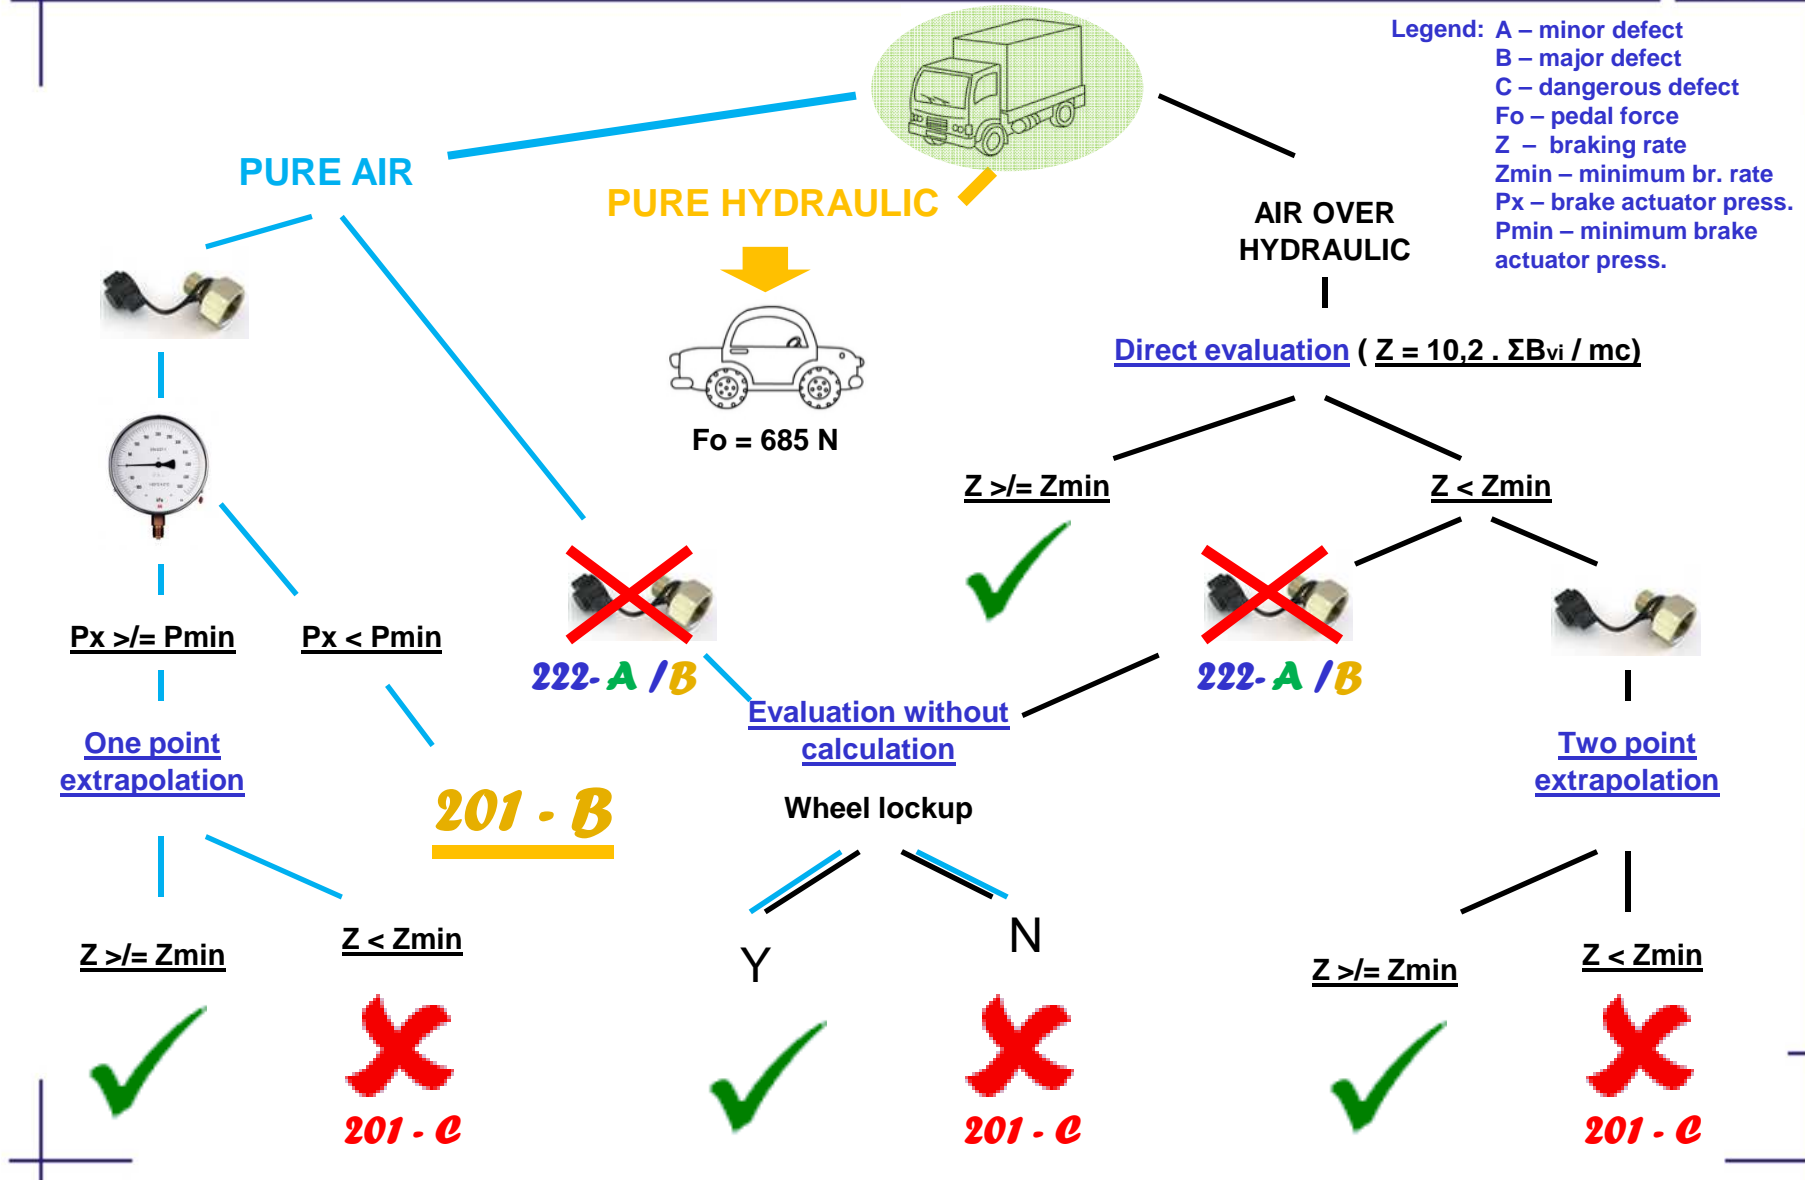 Legend: A – minor defect
B – major defect
C – dangerous defect
Fo – pedal force
Z – braking rate
Zmin – minimum br. rate
Px – brake actuator press.
Pmin – minimum brake
actuator press.
PURE AIR
PURE HYDRAULIC
AIR OVER
HYDRAULIC
Direct evaluation ( Z = 10,2 . ΣBvi / mc)
Fo = 685 N
Z >/= Zmin
Z < Zmin
Px >/= Pmin
Px < Pmin
222- A / B
222- A / B
Evaluation without
calculation
One point
extrapolation
Two point
extrapolation
201 - B
Wheel lockup
Z >/= Zmin
Z < Zmin
Y
N
Z >/= Zmin
Z < Zmin
201 - C
201 - C
201 - C